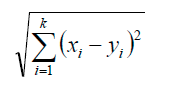 √(∑_{i=1}^{k} (x_i − y_i)²)